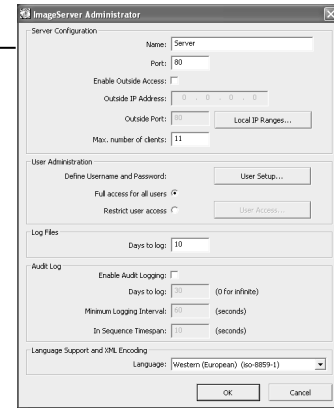 ImageServer Administrator
Server Configuration
Name: Server
Port: 80
Enable Outside Access:
Outside IP Address: 0 . 0 . 0 . 0
Outside Port: 80 Local IP Ranges...
Max. number of clients: 11
User Administration
Define Username and Password: User Setup...
Full access for all users
Restrict user access User Access...
Log Files
Days to log: 10
Audit Log
Enable Audit Logging:
Days to log: 30 (0 for infinite)
Minimum Logging Interval: 60 (seconds)
In Sequence Timespan: 10 (seconds)
Language Support and XML Encoding
Language: Western (European) (iso-8859-1)
OK Cancel